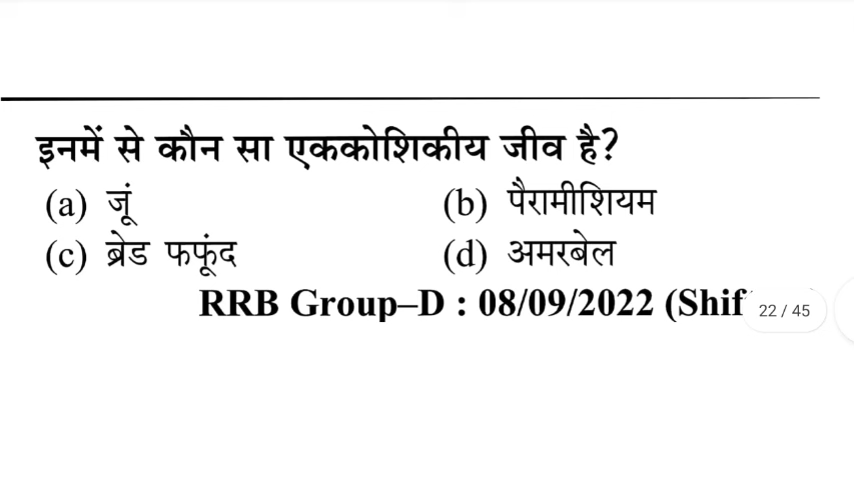 इनमें से कौन सा एककोशिकीय जीव है?
(a) जूं (b) पैरामीशियम
(c) ब्रेड फफूंद (d) अमरबेल
RRB Group–D : 08/09/2022 (Shif
22 / 45